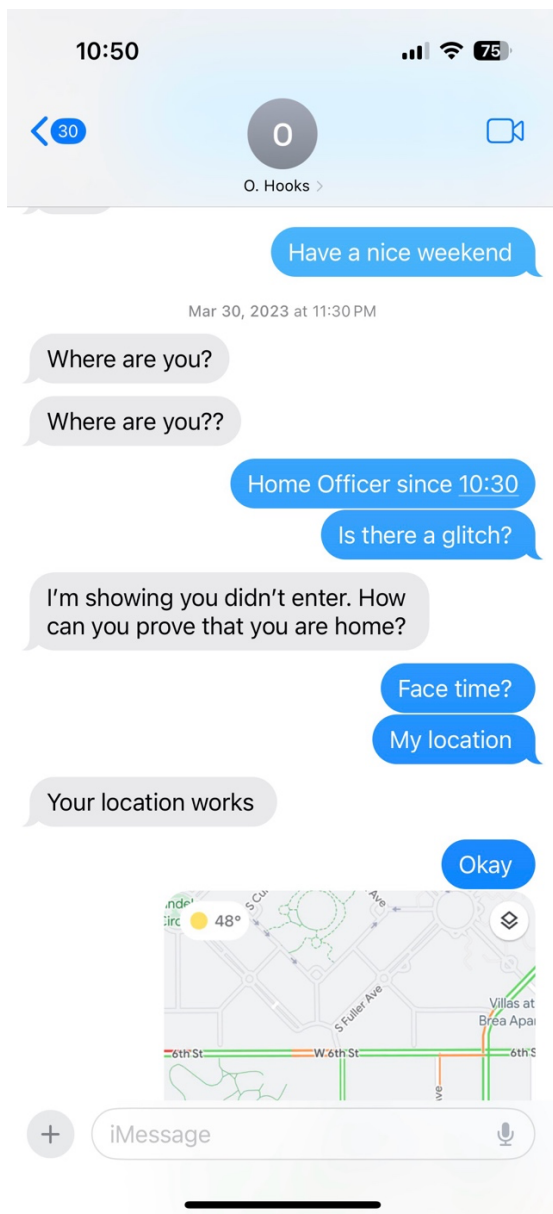 10:50
75
30
O
O. Hooks
Have a nice weekend
Mar 30, 2023 at 11:30 PM
Where are you?
Where are you??
Home Officer since 10:30
Is there a glitch?
I'm showing you didn't enter. How
can you prove that you are home?
Face time?
My location
Your location works
Okay
48°
Ave
S Fuller Ave
Villas at
Brea Apa
6th St
W 6th St
6th S
iMessage